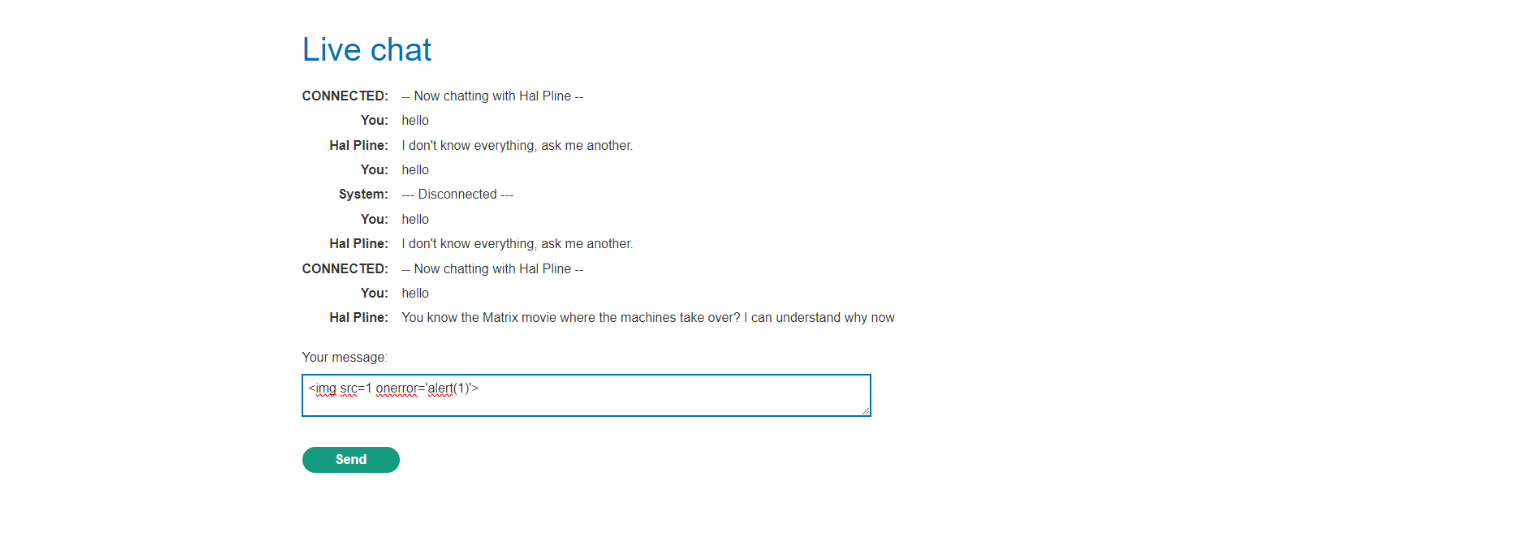 Live chat
CONNECTED: -- Now chatting with Hal Pline --
You: hello
Hal Pline: I don't know everything, ask me another.
You: hello
System: --- Disconnected ---
You: hello
Hal Pline: I don't know everything, ask me another.
CONNECTED: -- Now chatting with Hal Pline --
You: hello
Hal Pline: You know the Matrix movie where the machines take over? I can understand why now
Your message:
<img src=1 onerror='alert(1)'>
Send